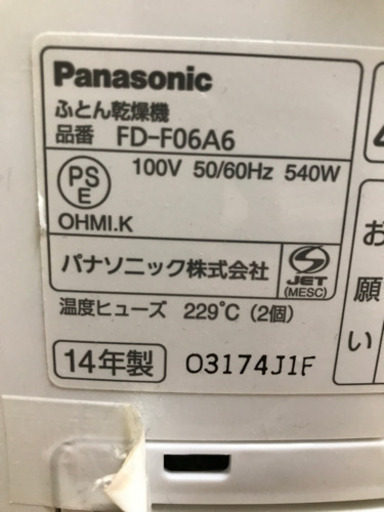 Panasonic
ふとん乾燥機
品番 FD-F06A6
100V 50/60Hz 540W
PS
E
OHMI.K
パナソニック株式会社
JET
(MESC)
温度ヒューズ 229℃ (2個)
14年製 03174J1F
お
願
い